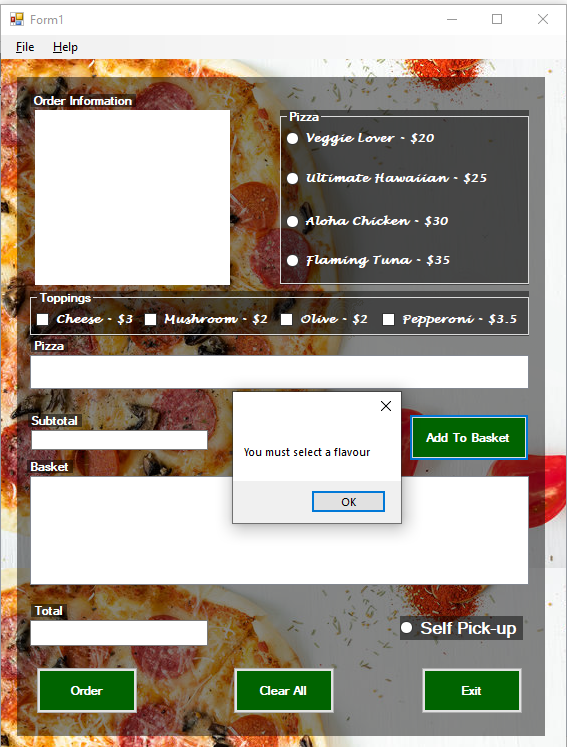 Form1
File Help
Order Information
Pizza
Veggie Lover - $20
Ultimate Hawaiian - $25
Aloha Chicken - $30
Flaming Tuna - $35
Toppings
Cheese - $3 Mushroom - $2 Olive - $2 Pepperoni - $3.5
Pizza
Subtotal
Add To Basket
You must select a flavour
OK
Basket
Total
Self Pick-up
Order Clear All Exit